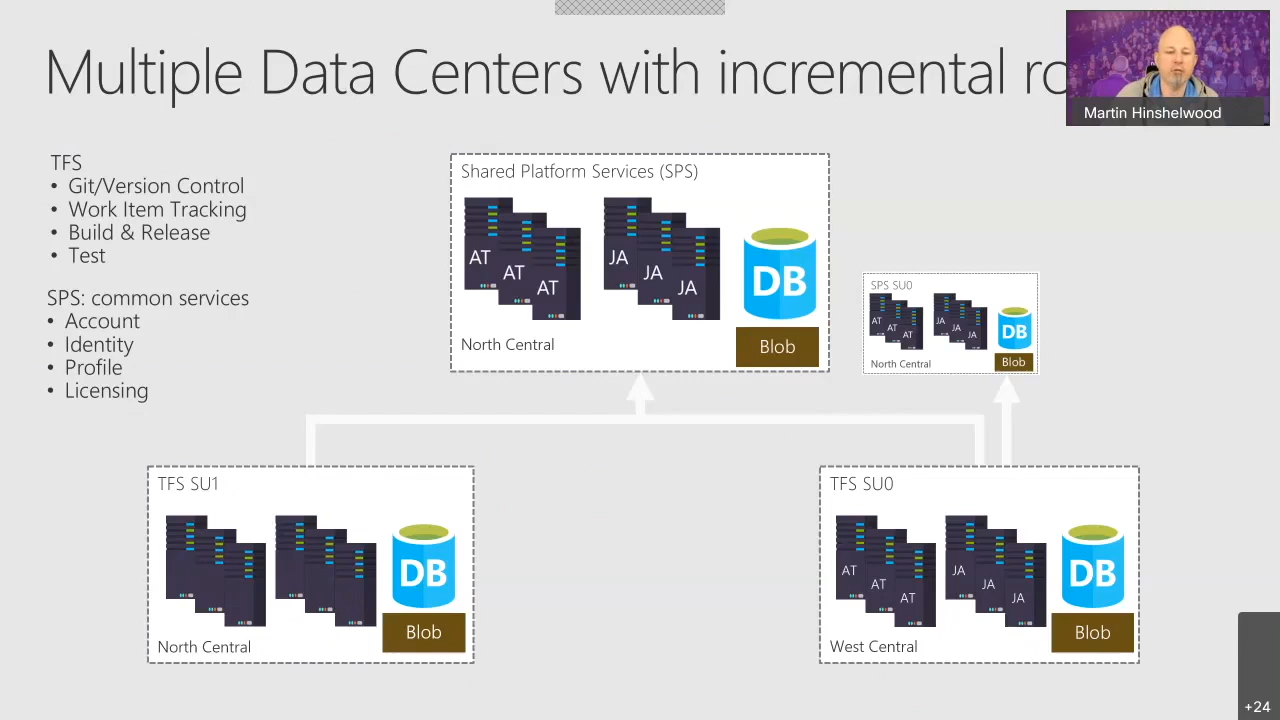 Multiple Data Centers with incremental ro
Martin Hinshelwood
TFS
• Git/Version Control
• Work Item Tracking
• Build & Release
• Test
SPS: common services
• Account
• Identity
• Profile
• Licensing
Shared Platform Services (SPS)
AT
AT
AT
JA
JA
JA
DB
Blob
North Central
SPS SU0
AT
AT
AT
JA
JA
JA
DB
Blob
North Central
TFS SU1
DB
Blob
North Central
TFS SU0
AT
AT
AT
JA
JA
JA
DB
Blob
West Central
+24